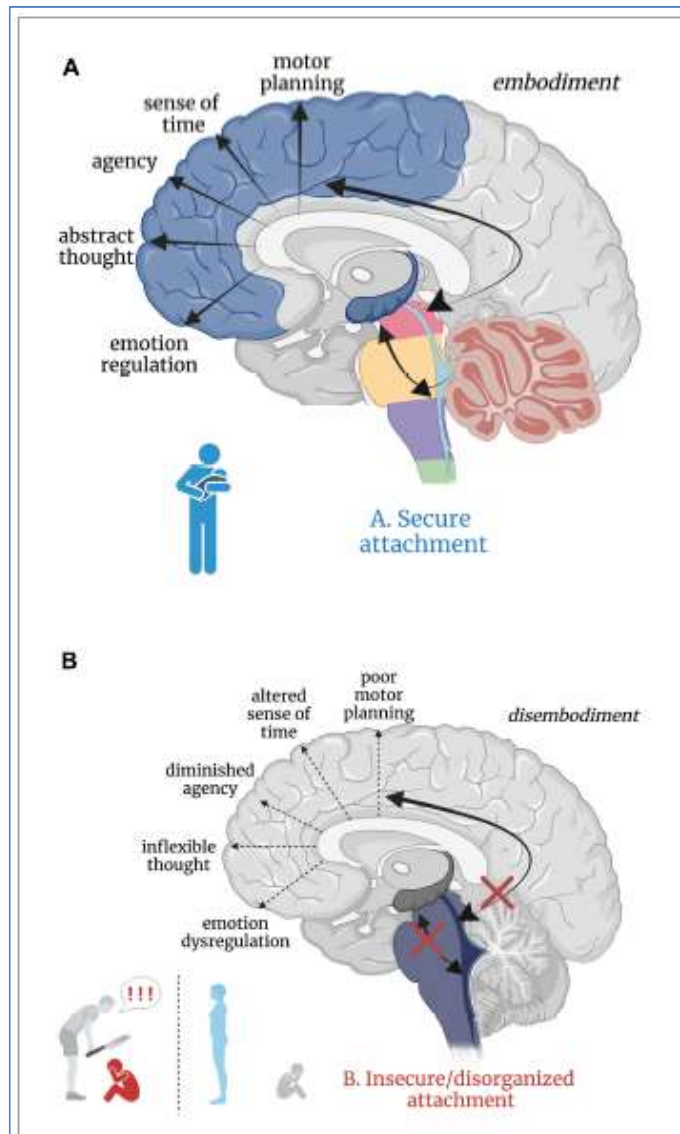 A
motor
planning
embodiment
sense of
time
agency
abstract
thought
emotion
regulation
A. Secure
attachment
B
poor
motor
planning
altered
sense of
time
disembodiment
diminished
agency
inflexible
thought
emotion
dysregulation
!!!
B. Insecure/disorganized
attachment